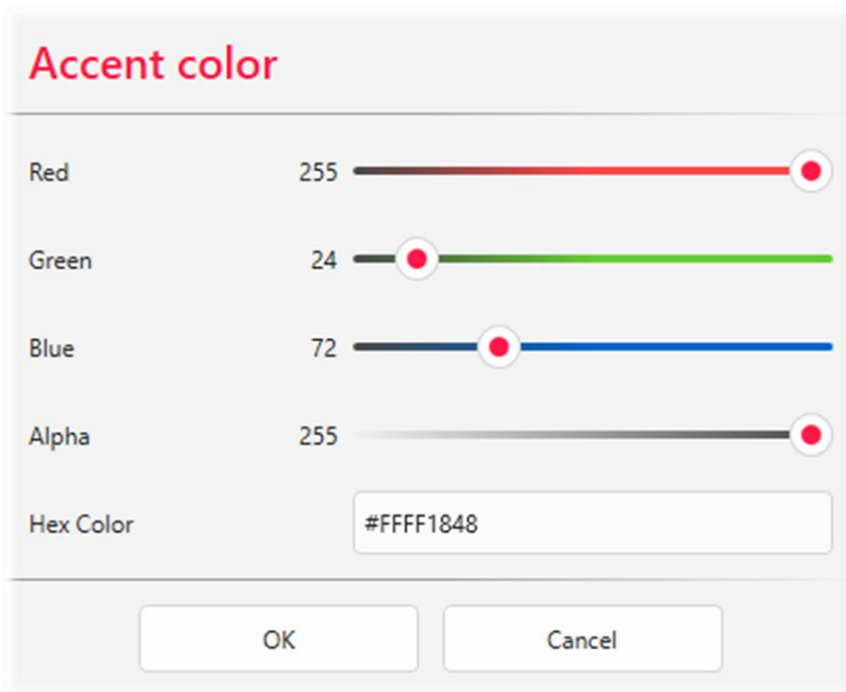 Accent color
Red 255
Green 24
Blue 72
Alpha 255
Hex Color #FFFF1848
OK Cancel